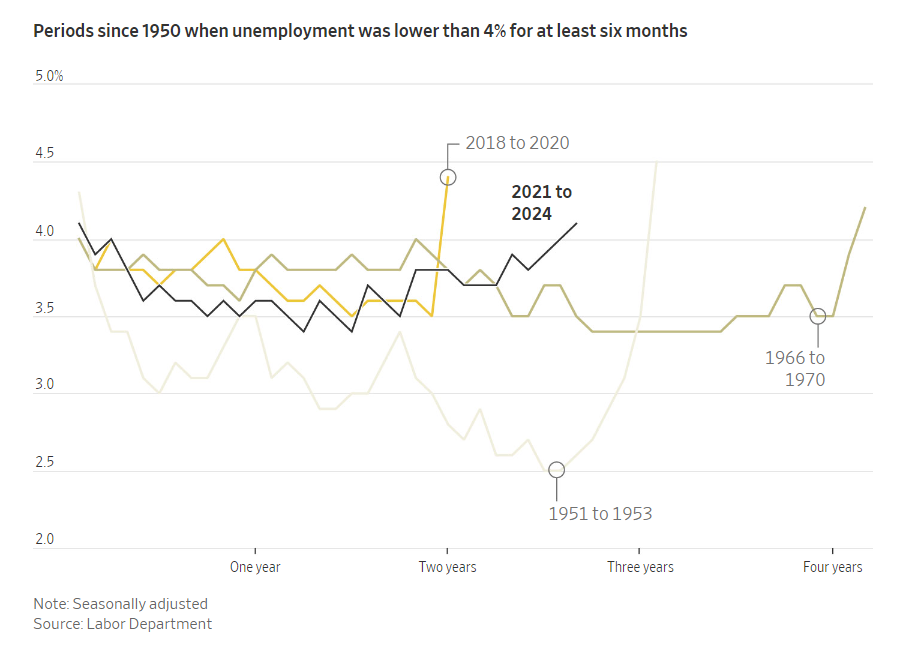 Periods since 1950 when unemployment was lower than 4% for at least six months
5.0%
4.5
2018 to 2020
2021 to
2024
4.0
3.5
1966 to
1970
3.0
2.5
1951 to 1953
2.0
One year
Two years
Three years
Four years
Note: Seasonally adjusted
Source: Labor Department